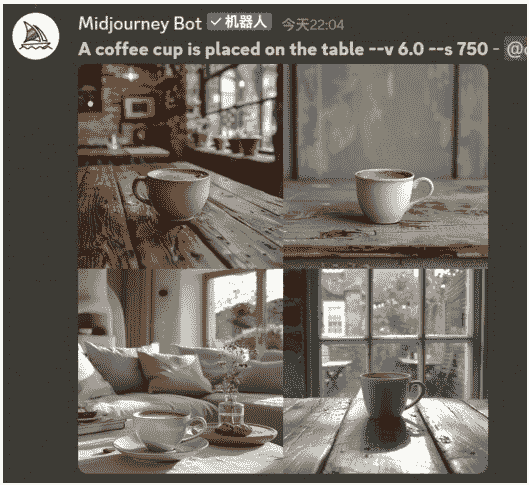 Midjourney Bot ✓ 机器人 今天22:04
A coffee cup is placed on the table --v 6.0 --s 750 - @